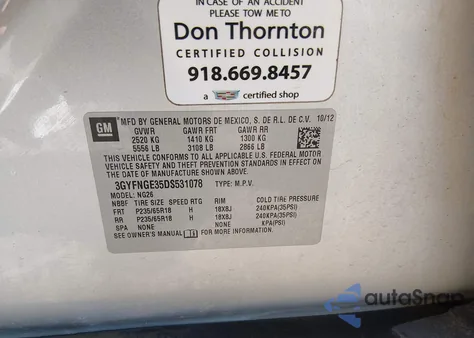 IN CASE OF AN ACCIDENT
PLEASE TOW ME TO
Don Thornton
CERTIFIED COLLISION
918.669.8457
a certified shop
GM
MFD BY GENERAL MOTORS DE MEXICO, S. DE R.L. DE C.V. 10/12
GVWR GAWR FRT GAWR RR
2520 KG 1410 KG 1300 KG
5556 LB 3108 LB 2866 LB
THIS VEHICLE CONFORMS TO ALL APPLICABLE U.S. FEDERAL MOTOR
VEHICLE SAFETY AND THEFT PREVENTION STANDARDS IN EFFECT ON
THE DATE OF MANUFACTURE SHOWN ABOVE.
3GYFNGE35DS531078 TYPE: M.P.V.
MODEL: NG26
NBBF TIRE SIZE SPEED RTG RIM COLD TIRE PRESSURE
FRT P235/65R18 H 18X8J 240KPA(35PSI)
RR P235/65R18 H 18X8J 240KPA(35PSI)
SPA NONE NONE KPA(PSI)
SEE OWNER'S MANUAL FOR MORE INFORMATION.
autoSnap